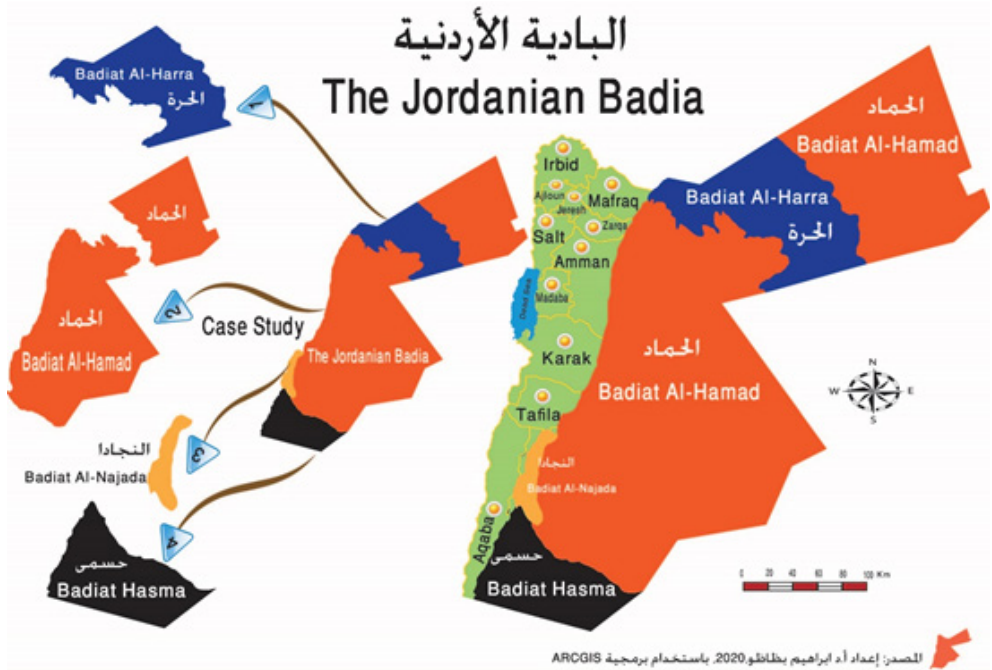 البادية الأردنية
The Jordanian Badia
Badiat Al-Harra
الحرة
1
الحماد
الحماد
Badiat Al-Hamad
2
Case Study
The Jordanian Badia
3
النجادا
Badiat Al-Najada
4
حسمى
Badiat Hasma
Irbid
Ajloun
Jeresh
Mafraq
Salt
Zarqa
Amman
Dead Sea
Madaba
Karak
Tafila
Aqaba
الحماد
Badiat Al-Hamad
Badiat Al-Harra
الحرة
الحماد
Badiat Al-Hamad
النجادا
Badiat Al-Najada
حسمى
Badiat Hasma
N
W E
S
0 20 40 60 80 100 Km
المصدر: إعداد أ.د ابراهيم بظاظو,2020, باستخدام برمجية ARCGIS